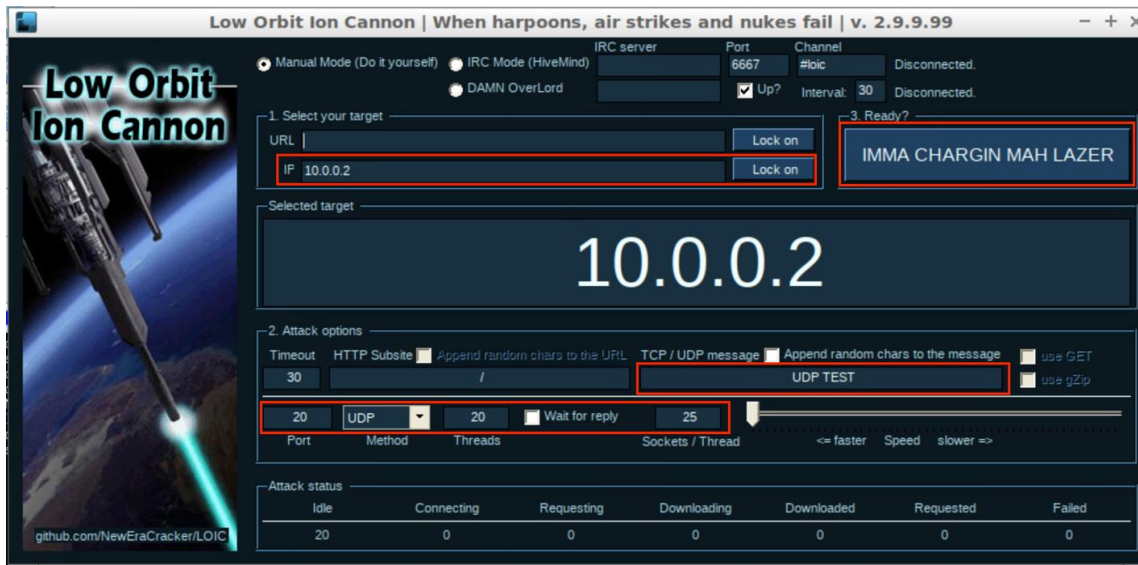 Low Orbit Ion Cannon | When harpoons, air strikes and nukes fail | v. 2.9.9.99
Low Orbit
Ion Cannon
github.com/NewEraCracker/LOIC
IRC server Port Channel
Manual Mode (Do it yourself) IRC Mode (HiveMind) 6667 #loic Disconnected.
DAMN OverLord Up? Interval: 30 Disconnected.
1. Select your target
URL Lock on
IP 10.0.0.2 Lock on
3. Ready?
IMMA CHARGIN MAH LAZER
Selected target
10.0.0.2
2. Attack options
Timeout HTTP Subsite Append random chars to the URL TCP / UDP message Append random chars to the message use GET
30 / UDP TEST use gZip
20 UDP 20 Wait for reply 25
Port Method Threads Sockets / Thread <= faster Speed slower =>
Attack status
Idle Connecting Requesting Downloading Downloaded Requested Failed
20 0 0 0 0 0 0